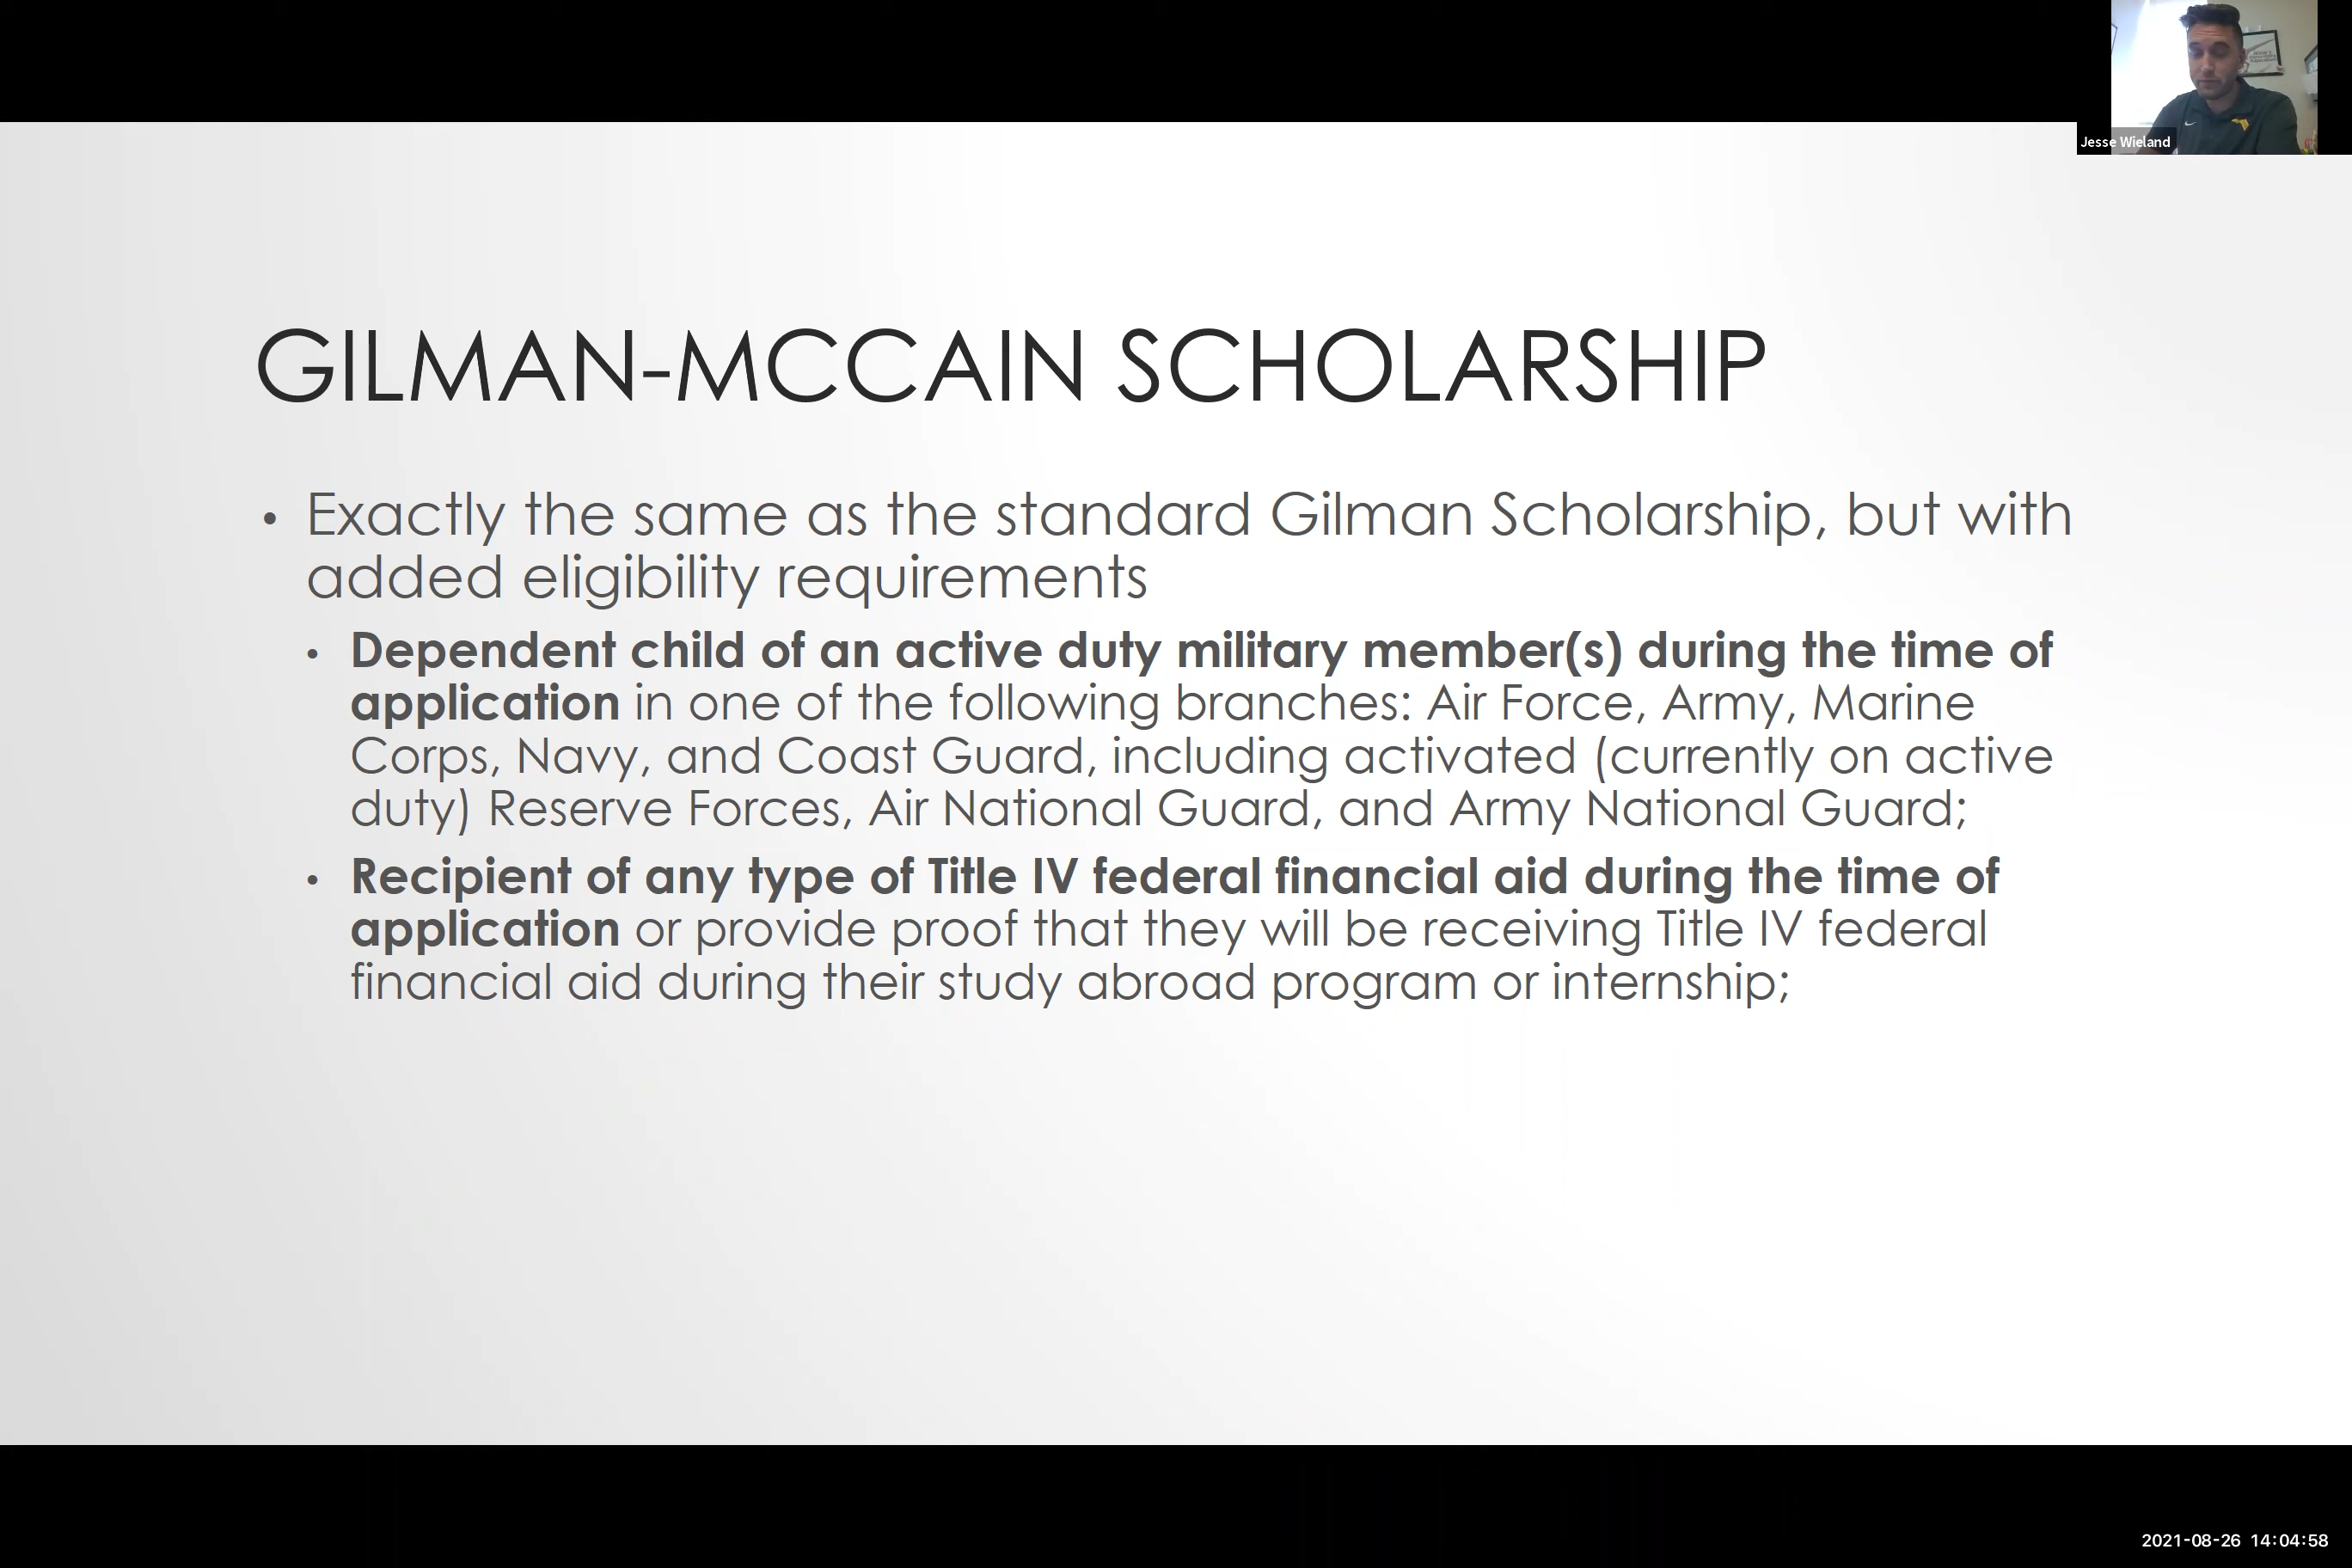 Jesse Wieland
GILMAN-MCCAIN SCHOLARSHIP
• Exactly the same as the standard Gilman Scholarship, but with
added eligibility requirements
• Dependent child of an active duty military member(s) during the time of
application in one of the following branches: Air Force, Army, Marine
Corps, Navy, and Coast Guard, including activated (currently on active
duty) Reserve Forces, Air National Guard, and Army National Guard;
• Recipient of any type of Title IV federal financial aid during the time of
application or provide proof that they will be receiving Title IV federal
financial aid during their study abroad program or internship;
2021-08-26 14:04:58